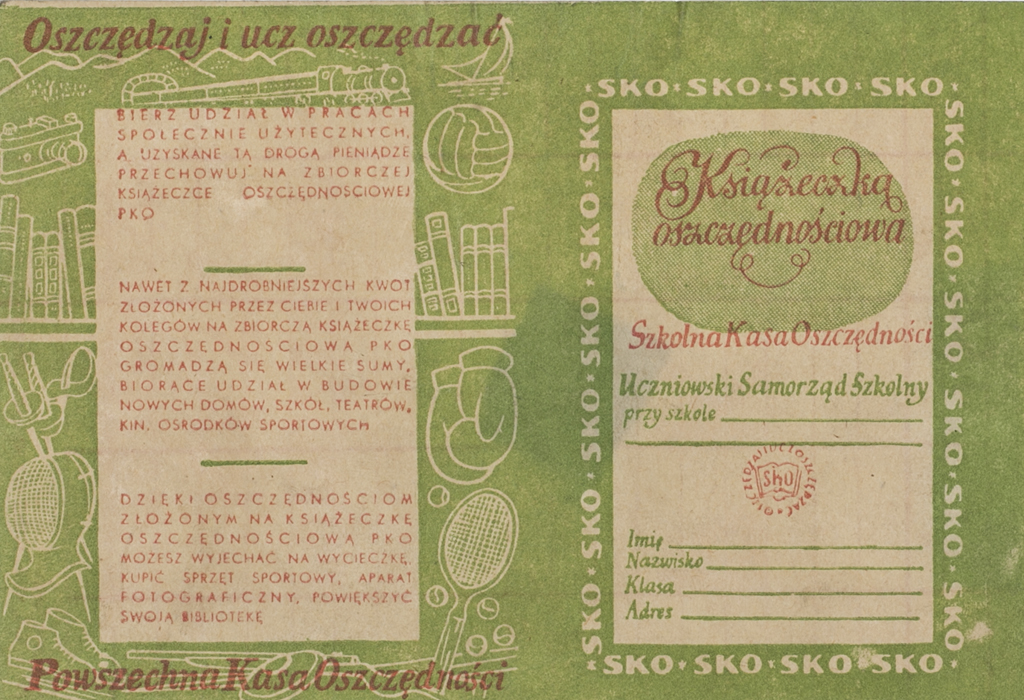 Oszczędzaj i ucz oszczędzać
BIERZ UDZIAŁ W PRACACH
SPOŁECZNIE UŻYTECZNYCH,
A UZYSKANE TĄ DROGĄ PIENIĄDZE
PRZECHOWUJ NA ZBIORCZEJ
KSIĄŻECZCE OSZCZĘDNOŚCIOWEJ
PKO
NAWET Z NAJDROBNIEJSZYCH KWOT
ZŁOŻONYCH PRZEZ CIEBIE I TWOICH
KOLEGÓW NA ZBIORCZĄ KSIĄŻECZKĘ
OSZCZĘDNOŚCIOWĄ PKO
GROMADZĄ SIĘ WIELKIE SUMY,
BIORĄCE UDZIAŁ W BUDOWIE
NOWYCH DOMÓW, SZKÓŁ, TEATRÓW,
KIN, OŚRODKÓW SPORTOWYCH
DZIĘKI OSZCZĘDNOŚCIOM
ZŁOŻONYM NA KSIĄŻECZKĘ
OSZCZĘDNOŚCIOWĄ PKO
MOŻESZ WYJECHAĆ NA WYCIECZKĘ,
KUPIĆ SPRZĘT SPORTOWY, APARAT
FOTOGRAFICZNY, POWIĘKSZYĆ
SWOJĄ BIBLIOTEKĘ
Powszechna Kasa Oszczędności
SKO * SKO * SKO * SKO
SKO * SKO * SKO * SKO * SKO * SKO
Książeczka
oszczędnościowa
Szkolna Kasa Oszczędności
Uczniowski Samorząd Szkolny
przy szkole
OSZCZĘDZAJ I UCZ OSZCZĘDZAĆ
SKO
Imię
Nazwisko
Klasa
Adres
SKO * SKO * SKO * SKO * SKO * SKO
* SKO * SKO * SKO * SKO *